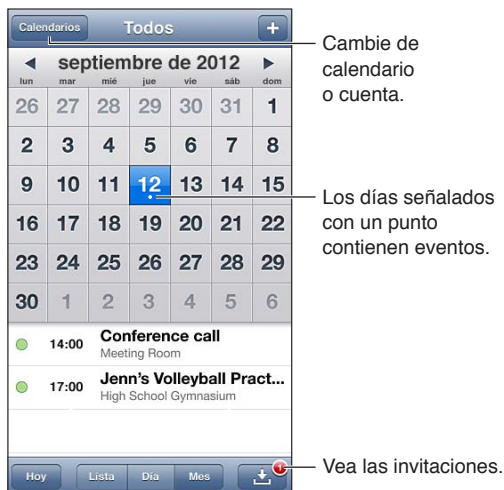 Calendarios Todos +
Cambie de
calendario
o cuenta.
septiembre de 2012
lun mar mié jue vie sáb dom
26 27 28 29 30 31 1
2 3 4 5 6 7 8
9 10 11 12 13 14 15
Los días señalados
con un punto
contienen eventos.
16 17 18 19 20 21 22
23 24 25 26 27 28 29
30 1 2 3 4 5 6
14:00 Conference call
Meeting Room
17:00 Jenn's Volleyball Pract...
High School Gymnasium
Hoy Lista Día Mes 1
Vea las invitaciones.